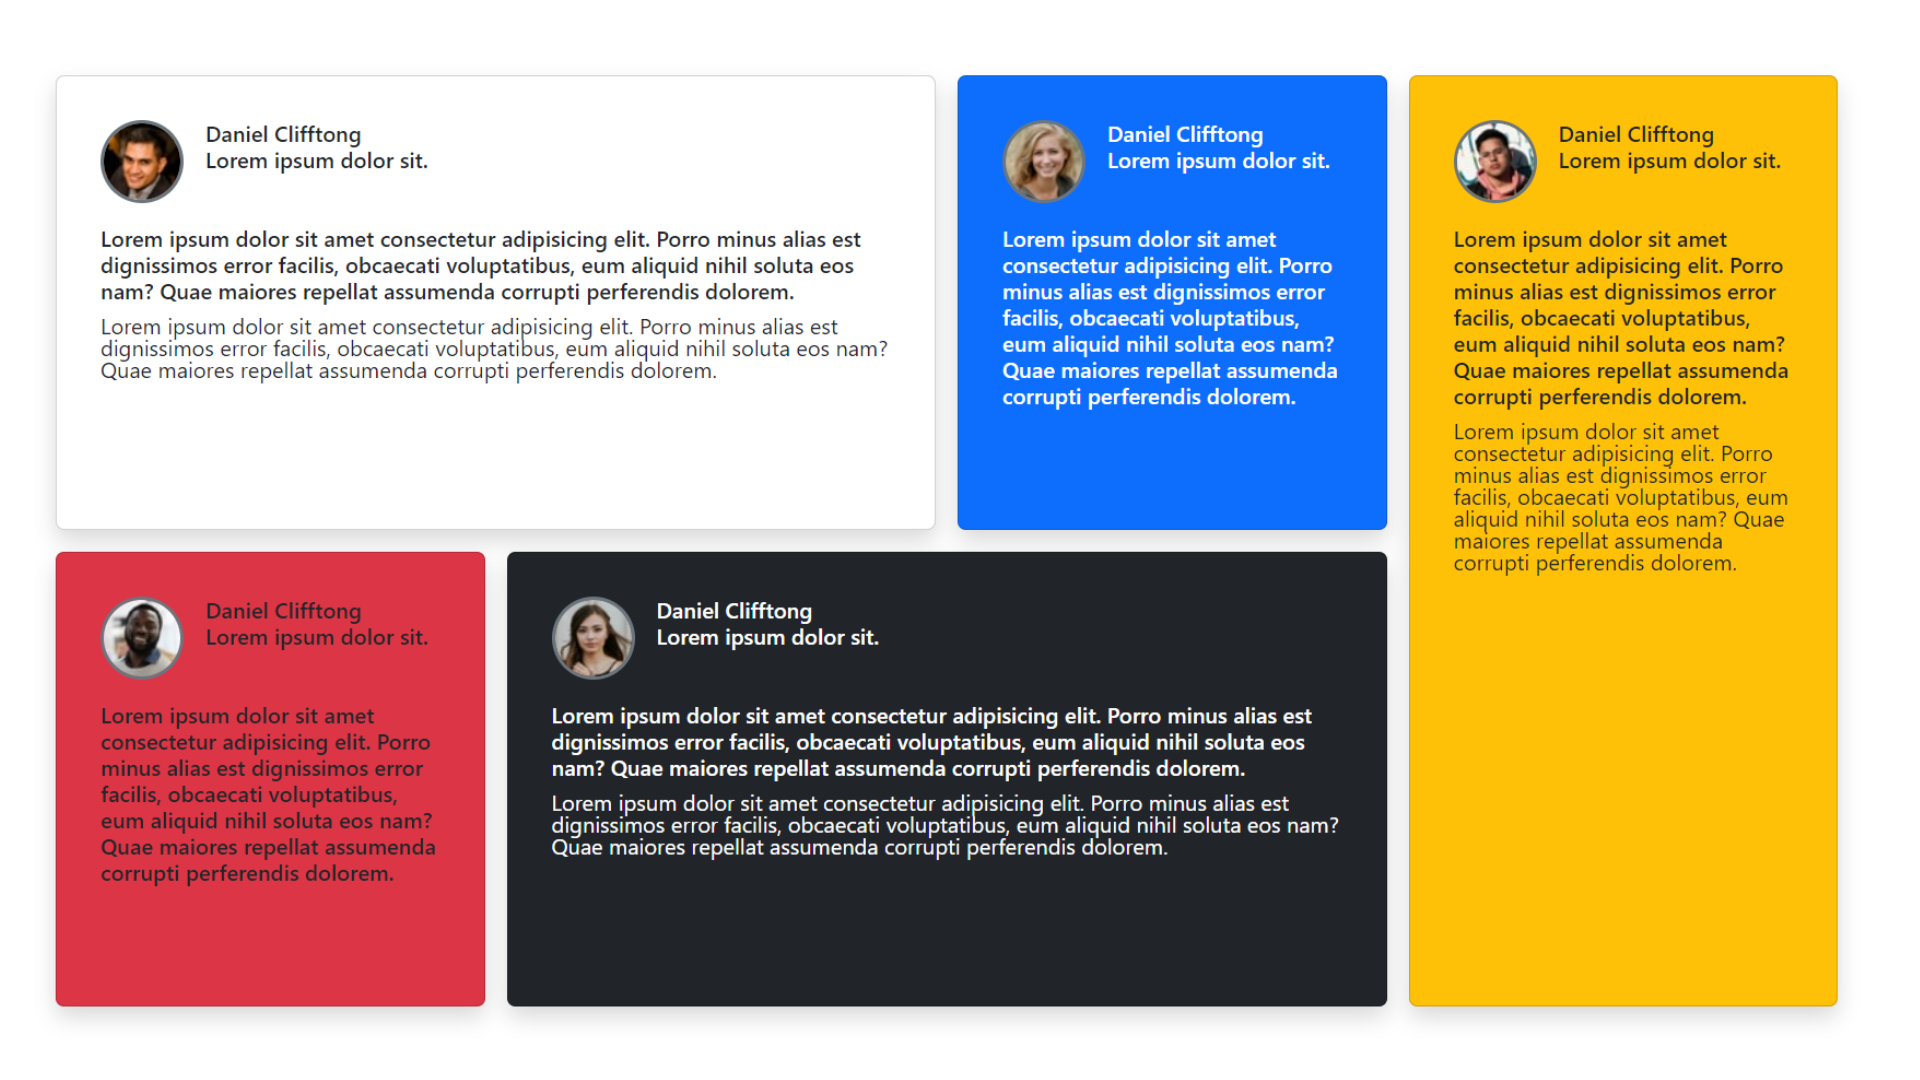 Daniel Clifftong
Lorem ipsum dolor sit.
Lorem ipsum dolor sit amet consectetur adipisicing elit. Porro minus alias est
dignissimos error facilis, obcaecati voluptatibus, eum aliquid nihil soluta eos
nam? Quae maiores repellat assumenda corrupti perferendis dolorem.
Lorem ipsum dolor sit amet consectetur adipisicing elit. Porro minus alias est
dignissimos error facilis, obcaecati voluptatibus, eum aliquid nihil soluta eos nam?
Quae maiores repellat assumenda corrupti perferendis dolorem.
Daniel Clifftong
Lorem ipsum dolor sit.
Lorem ipsum dolor sit amet
consectetur adipisicing elit. Porro
minus alias est dignissimos error
facilis, obcaecati voluptatibus,
eum aliquid nihil soluta eos nam?
Quae maiores repellat assumenda
corrupti perferendis dolorem.
Daniel Clifftong
Lorem ipsum dolor sit.
Lorem ipsum dolor sit amet
consectetur adipisicing elit. Porro
minus alias est dignissimos error
facilis, obcaecati voluptatibus,
eum aliquid nihil soluta eos nam?
Quae maiores repellat assumenda
corrupti perferendis dolorem.
Lorem ipsum dolor sit amet
consectetur adipisicing elit. Porro
minus alias est dignissimos error
facilis, obcaecati voluptatibus, eum
aliquid nihil soluta eos nam? Quae
maiores repellat assumenda
corrupti perferendis dolorem.
Daniel Clifftong
Lorem ipsum dolor sit.
Lorem ipsum dolor sit amet
consectetur adipisicing elit. Porro
minus alias est dignissimos error
facilis, obcaecati voluptatibus,
eum aliquid nihil soluta eos nam?
Quae maiores repellat assumenda
corrupti perferendis dolorem.
Daniel Clifftong
Lorem ipsum dolor sit.
Lorem ipsum dolor sit amet consectetur adipisicing elit. Porro minus alias est
dignissimos error facilis, obcaecati voluptatibus, eum aliquid nihil soluta eos
nam? Quae maiores repellat assumenda corrupti perferendis dolorem.
Lorem ipsum dolor sit amet consectetur adipisicing elit. Porro minus alias est
dignissimos error facilis, obcaecati voluptatibus, eum aliquid nihil soluta eos nam?
Quae maiores repellat assumenda corrupti perferendis dolorem.